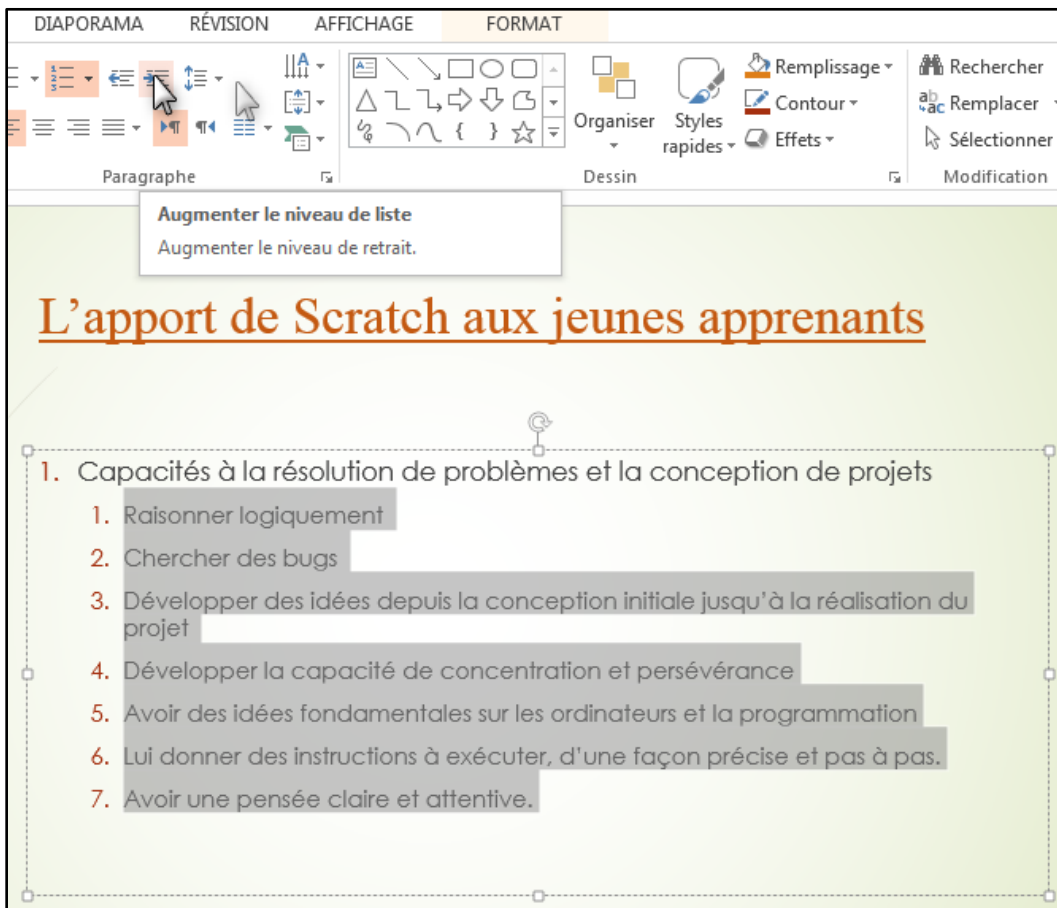 DIAPORAMA RÉVISION AFFICHAGE FORMAT
Organiser
Styles rapides
Remplissage
Contour
Effets
Rechercher
Remplacer
Sélectionner
Paragraphe Dessin Modification
Augmenter le niveau de liste
Augmenter le niveau de retrait.
L’apport de Scratch aux jeunes apprenants
1. Capacités à la résolution de problèmes et la conception de projets
1. Raisonner logiquement
2. Chercher des bugs
3. Développer des idées depuis la conception initiale jusqu’à la réalisation du
projet
4. Développer la capacité de concentration et persévérance
5. Avoir des idées fondamentales sur les ordinateurs et la programmation
6. Lui donner des instructions à exécuter, d’une façon précise et pas à pas.
7. Avoir une pensée claire et attentive.